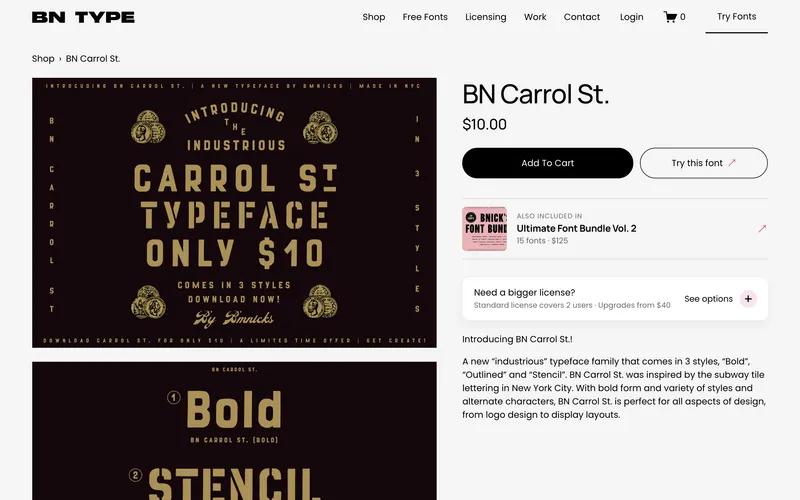 BN TYPE
Shop Free Fonts Licensing Work Contact Login 0 Try Fonts
Shop › BN Carrol St.
INTROCUDING BN CARROL ST. | A NEW TYPEFACE BY BMNICKS | MADE IN NYC
BN CARROL ST
INTRODUCING
THE
INDUSTRIOUS
CARROL ST
TYPEFACE
ONLY $10
COMES IN 3 STYLES
DOWNLOAD NOW!
By Bmnicks
IN 3 STYLES
DOWNLOAD CARROL ST. FOR ONLY $10 | A LIMITED TIME OFFER | GET CREATE!
BN CARROL ST.
1 Bold
BN CARROL ST. [BOLD]
2 STENCIL
BN Carrol St.
$10.00
Add To Cart
Try this font ↗
BNICK'S
FONT BUND
ALSO INCLUDED IN
Ultimate Font Bundle Vol. 2
15 fonts · $125
↗
Need a bigger license?
Standard license covers 2 users · Upgrades from $40
See options +
Introducing BN Carrol St.!
A new “industrious” typeface family that comes in 3 styles, “Bold”,
“Outlined” and “Stencil”. BN Carrol St. was inspired by the subway tile
lettering in New York City. With bold form and variety of styles and
alternate characters, BN Carrol St. is perfect for all aspects of design,
from logo design to display layouts.